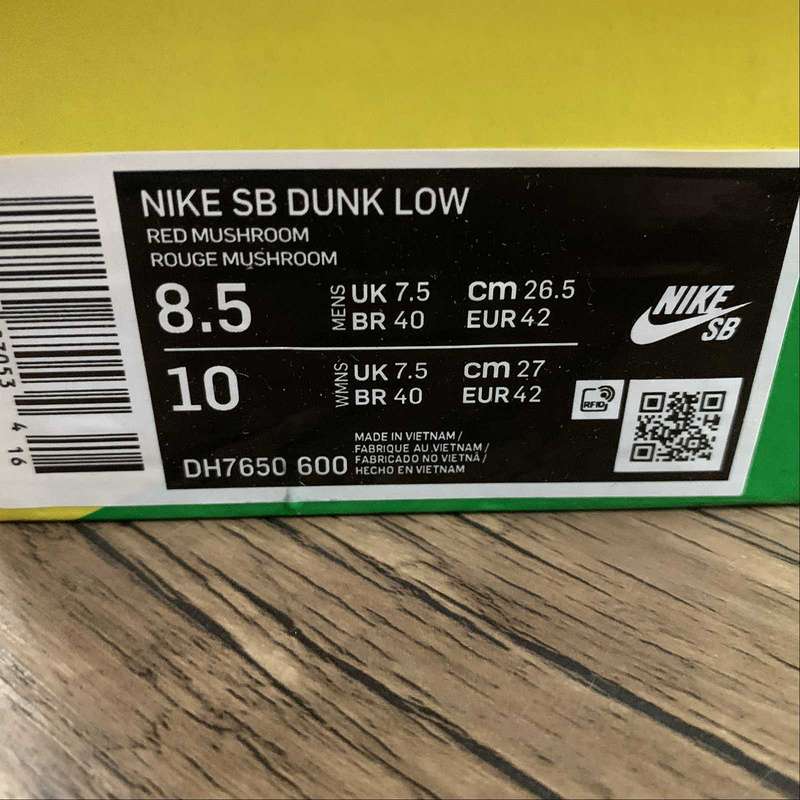 NIKE SB DUNK LOW
RED MUSHROOM
ROUGE MUSHROOM
8.5 MENS UK 7.5 cm 26.5
BR 40 EUR 42
10 WMNS UK 7.5 cm 27
BR 40 EUR 42
NIKE
SB
RFID
DH7650 600
MADE IN VIETNAM /
FABRIQUE AU VIETNAM /
FABRICADO NO VIETNÃ /
HECHO EN VIETNAM
4 16